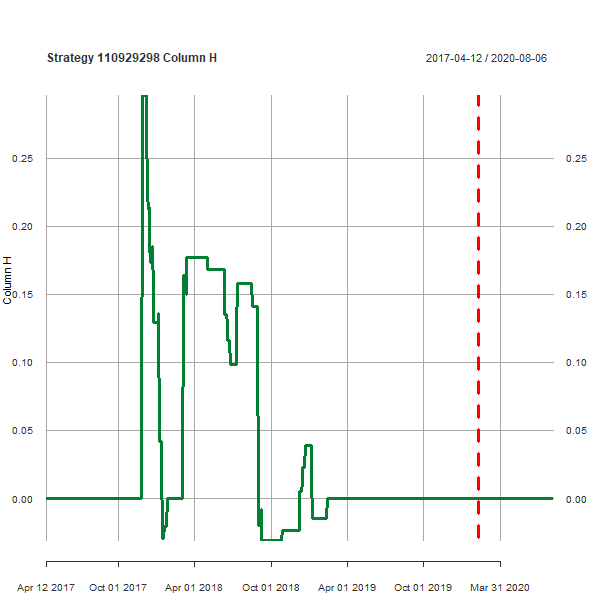 Strategy 110929298 Column H
2017-04-12 / 2020-08-06
Column H
0.25
0.20
0.15
0.10
0.05
0.00
0.25
0.20
0.15
0.10
0.05
0.00
Apr 12 2017
Oct 01 2017
Apr 01 2018
Oct 01 2018
Apr 01 2019
Oct 01 2019
Mar 31 2020